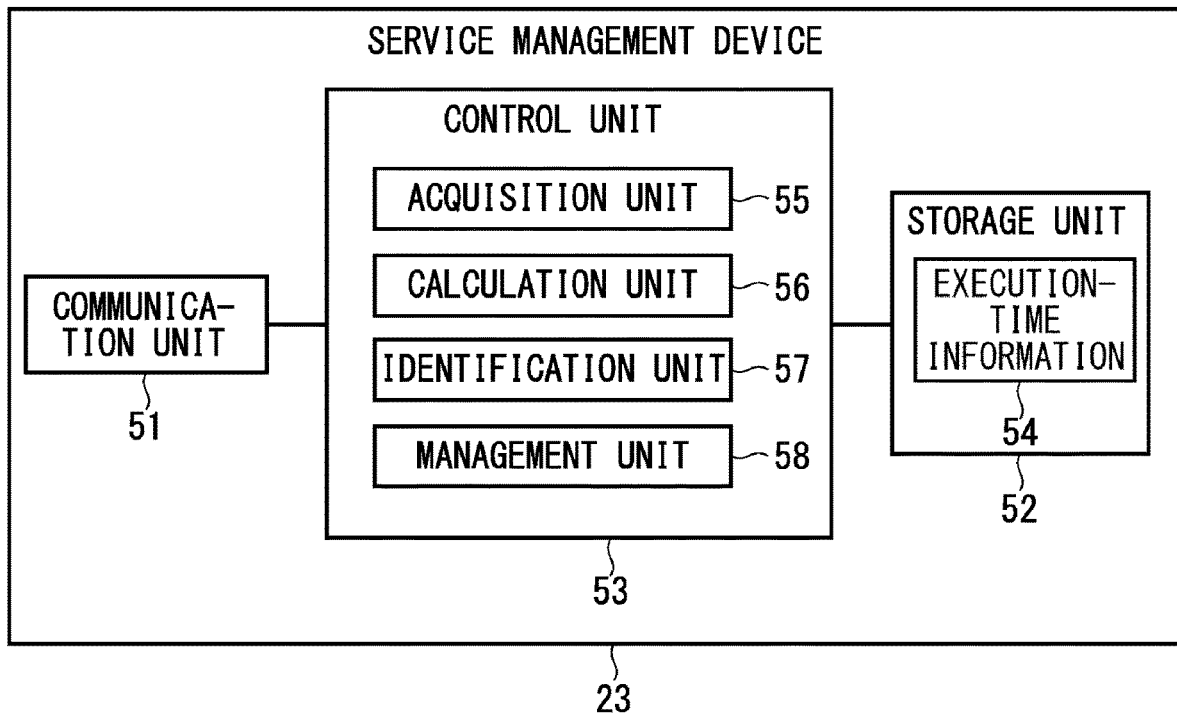 SERVICE MANAGEMENT DEVICE
CONTROL UNIT
ACQUISITION UNIT
55
CALCULATION UNIT
56
IDENTIFICATION UNIT
57
MANAGEMENT UNIT
58
53
COMMUNICA-
TION UNIT
51
STORAGE UNIT
EXECUTION-
TIME
INFORMATION
54
52
23